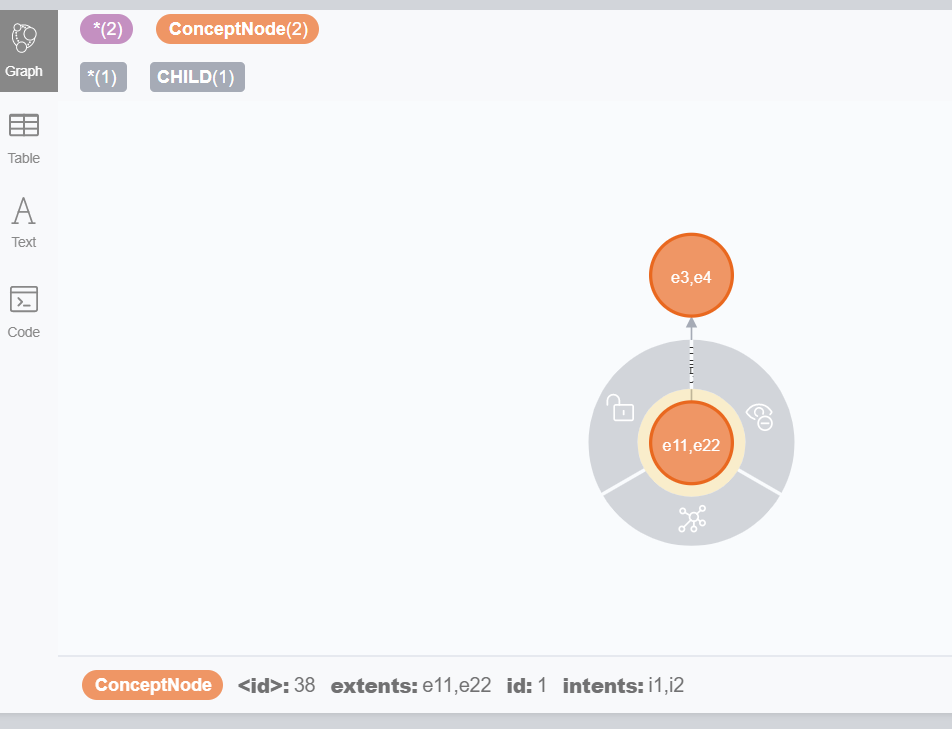 *(2) ConceptNode(2)
Graph
*(1) CHILD(1)
Table
Text
Code
e3,e4
e11,e22
ConceptNode <id>: 38 extents: e11,e22 id: 1 intents: i1,i2